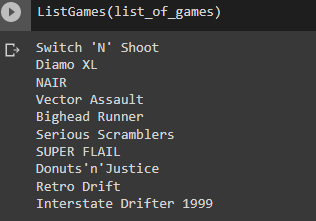 ListGames(list_of_games)
Switch 'N' Shoot
Diamo XL
NAIR
Vector Assault
Bighead Runner
Serious Scramblers
SUPER FLAIL
Donuts'n'Justice
Retro Drift
Interstate Drifter 1999